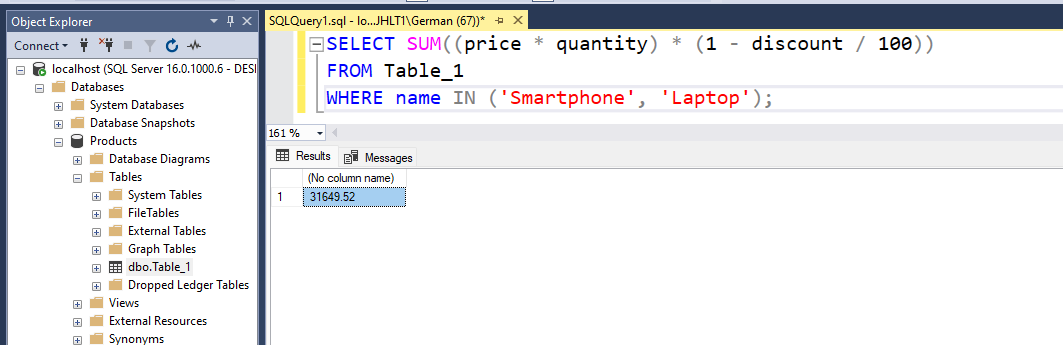 Object Explorer
Connect
localhost (SQL Server 16.0.1000.6 - DESI
Databases
System Databases
Database Snapshots
Products
Database Diagrams
Tables
System Tables
FileTables
External Tables
Graph Tables
dbo.Table_1
Dropped Ledger Tables
Views
External Resources
Synonyms
SQLQuery1.sql - lo...JHLT1\German (67))*
SELECT SUM((price * quantity) * (1 - discount / 100))
FROM Table_1
WHERE name IN ('Smartphone', 'Laptop');
161 %
Results
Messages
(No column name)
1 31649.52